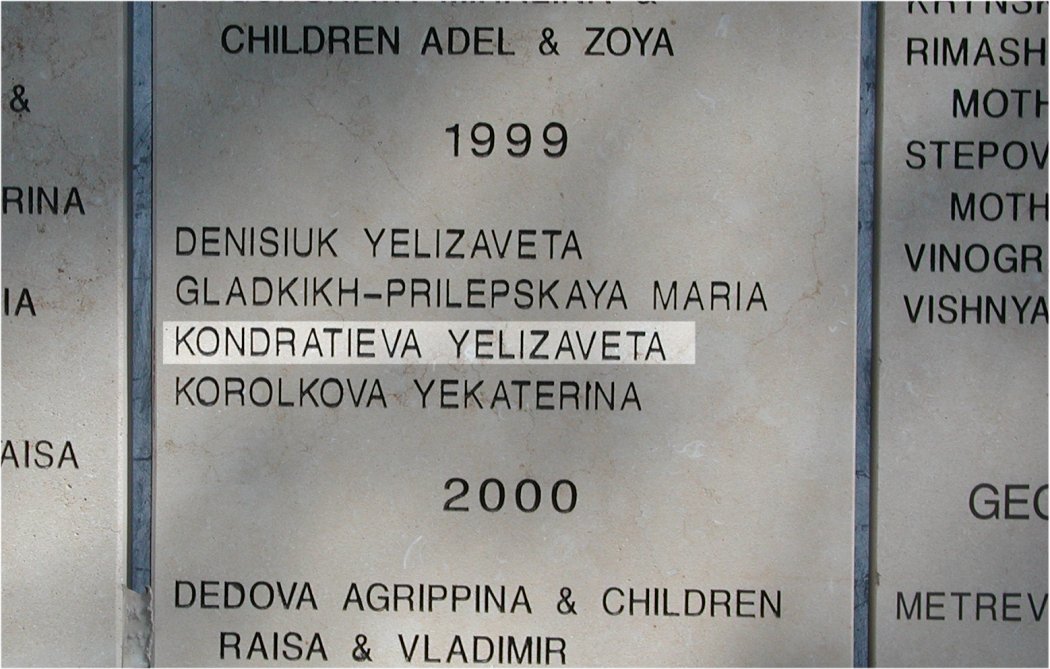 CHILDREN ADEL & ZOYA
1999
DENISIUK YELIZAVETA
GLADKIKH-PRILEPSKAYA MARIA
KONDRATIEVA YELIZAVETA
KOROLKOVA YEKATERINA
2000
DEDOVA AGRIPPINA & CHILDREN
RAISA & VLADIMIR
&
RINA
IA
AISA
RIMASH
MOTH
STEPOV
MOTH
VINOGR
VISHNYA
GEO
METREV